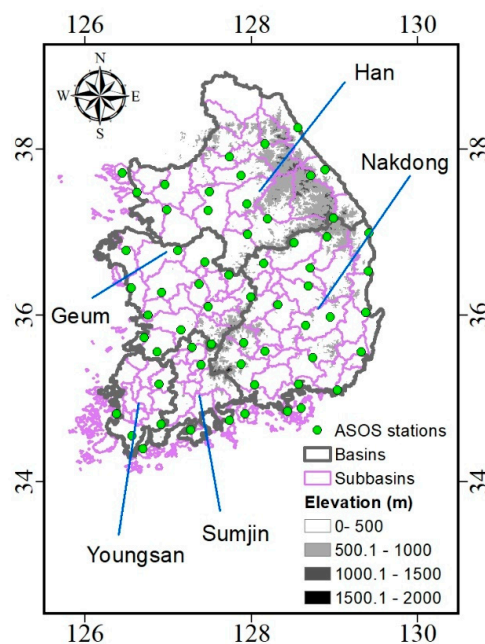 126 128 130
N
W E
S
Han
38 38
Nakdong
36 36
Geum
ASOS stations
Basins
Subbasins
34 34
Elevation (m)
Sumjin
0- 500
500.1 - 1000
Youngsan
1000.1 - 1500
1500.1 - 2000
126 128 130